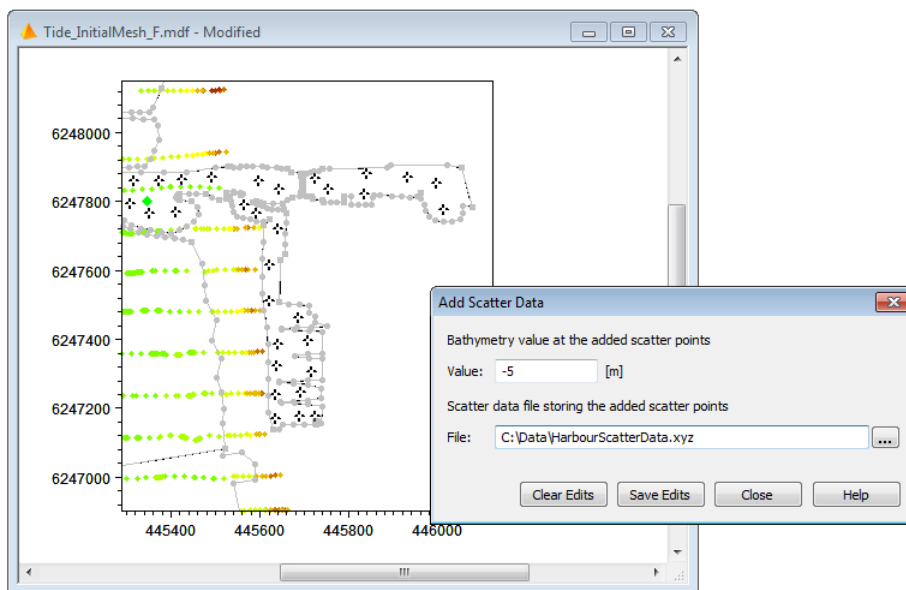 Tide_InitialMesh_F.mdf - Modified
6248000
6247800
6247600
6247400
6247200
6247000
445400 445600 445800 446000
Add Scatter Data
Bathymetry value at the added scatter points
Value: -5 [m]
Scatter data file storing the added scatter points
File: C:\Data\HarbourScatterData.xyz ...
Clear Edits Save Edits Close Help